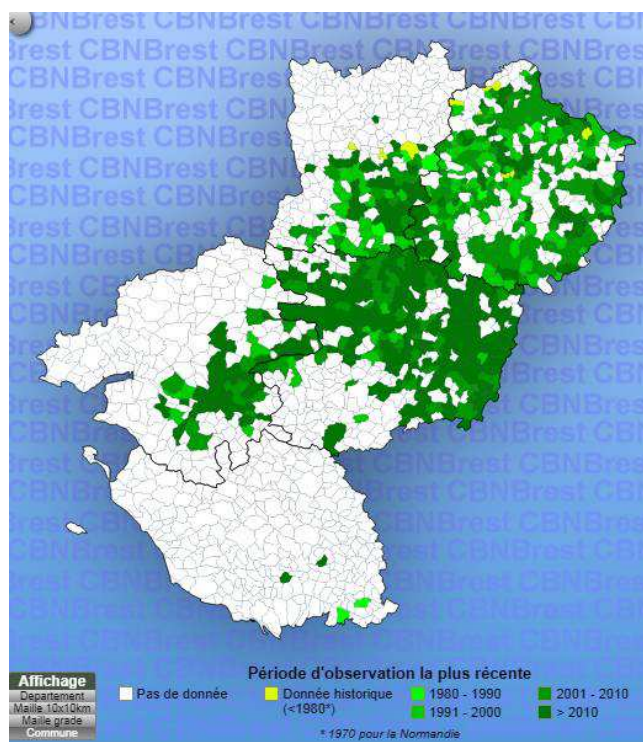 CBNBrest CBNBrest CBNBrest CBNBrest
Affichage
Departement
Maille 10x10km
Maille grade
Commune
Période d'observation la plus récente
Pas de donnée
Donnée historique
(<1980*)
1980 - 1990
1991 - 2000
2001 - 2010
> 2010
* 1970 pour la Normandie